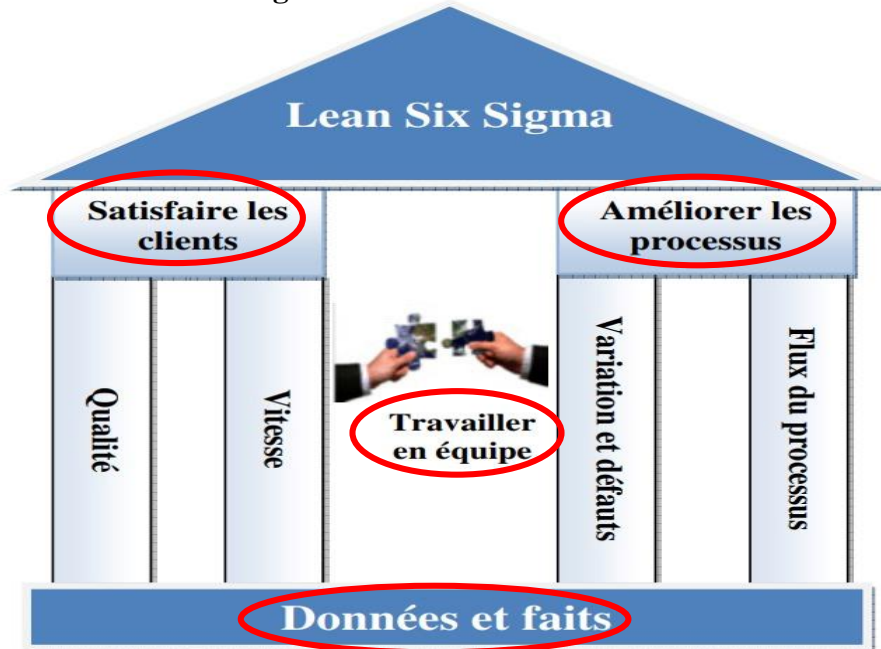 Lean Six Sigma
Satisfaire les
clients
Améliorer les
processus
Qualité
Vitesse
Travailler
en équipe
Variation et défauts
Flux du processus
Données et faits